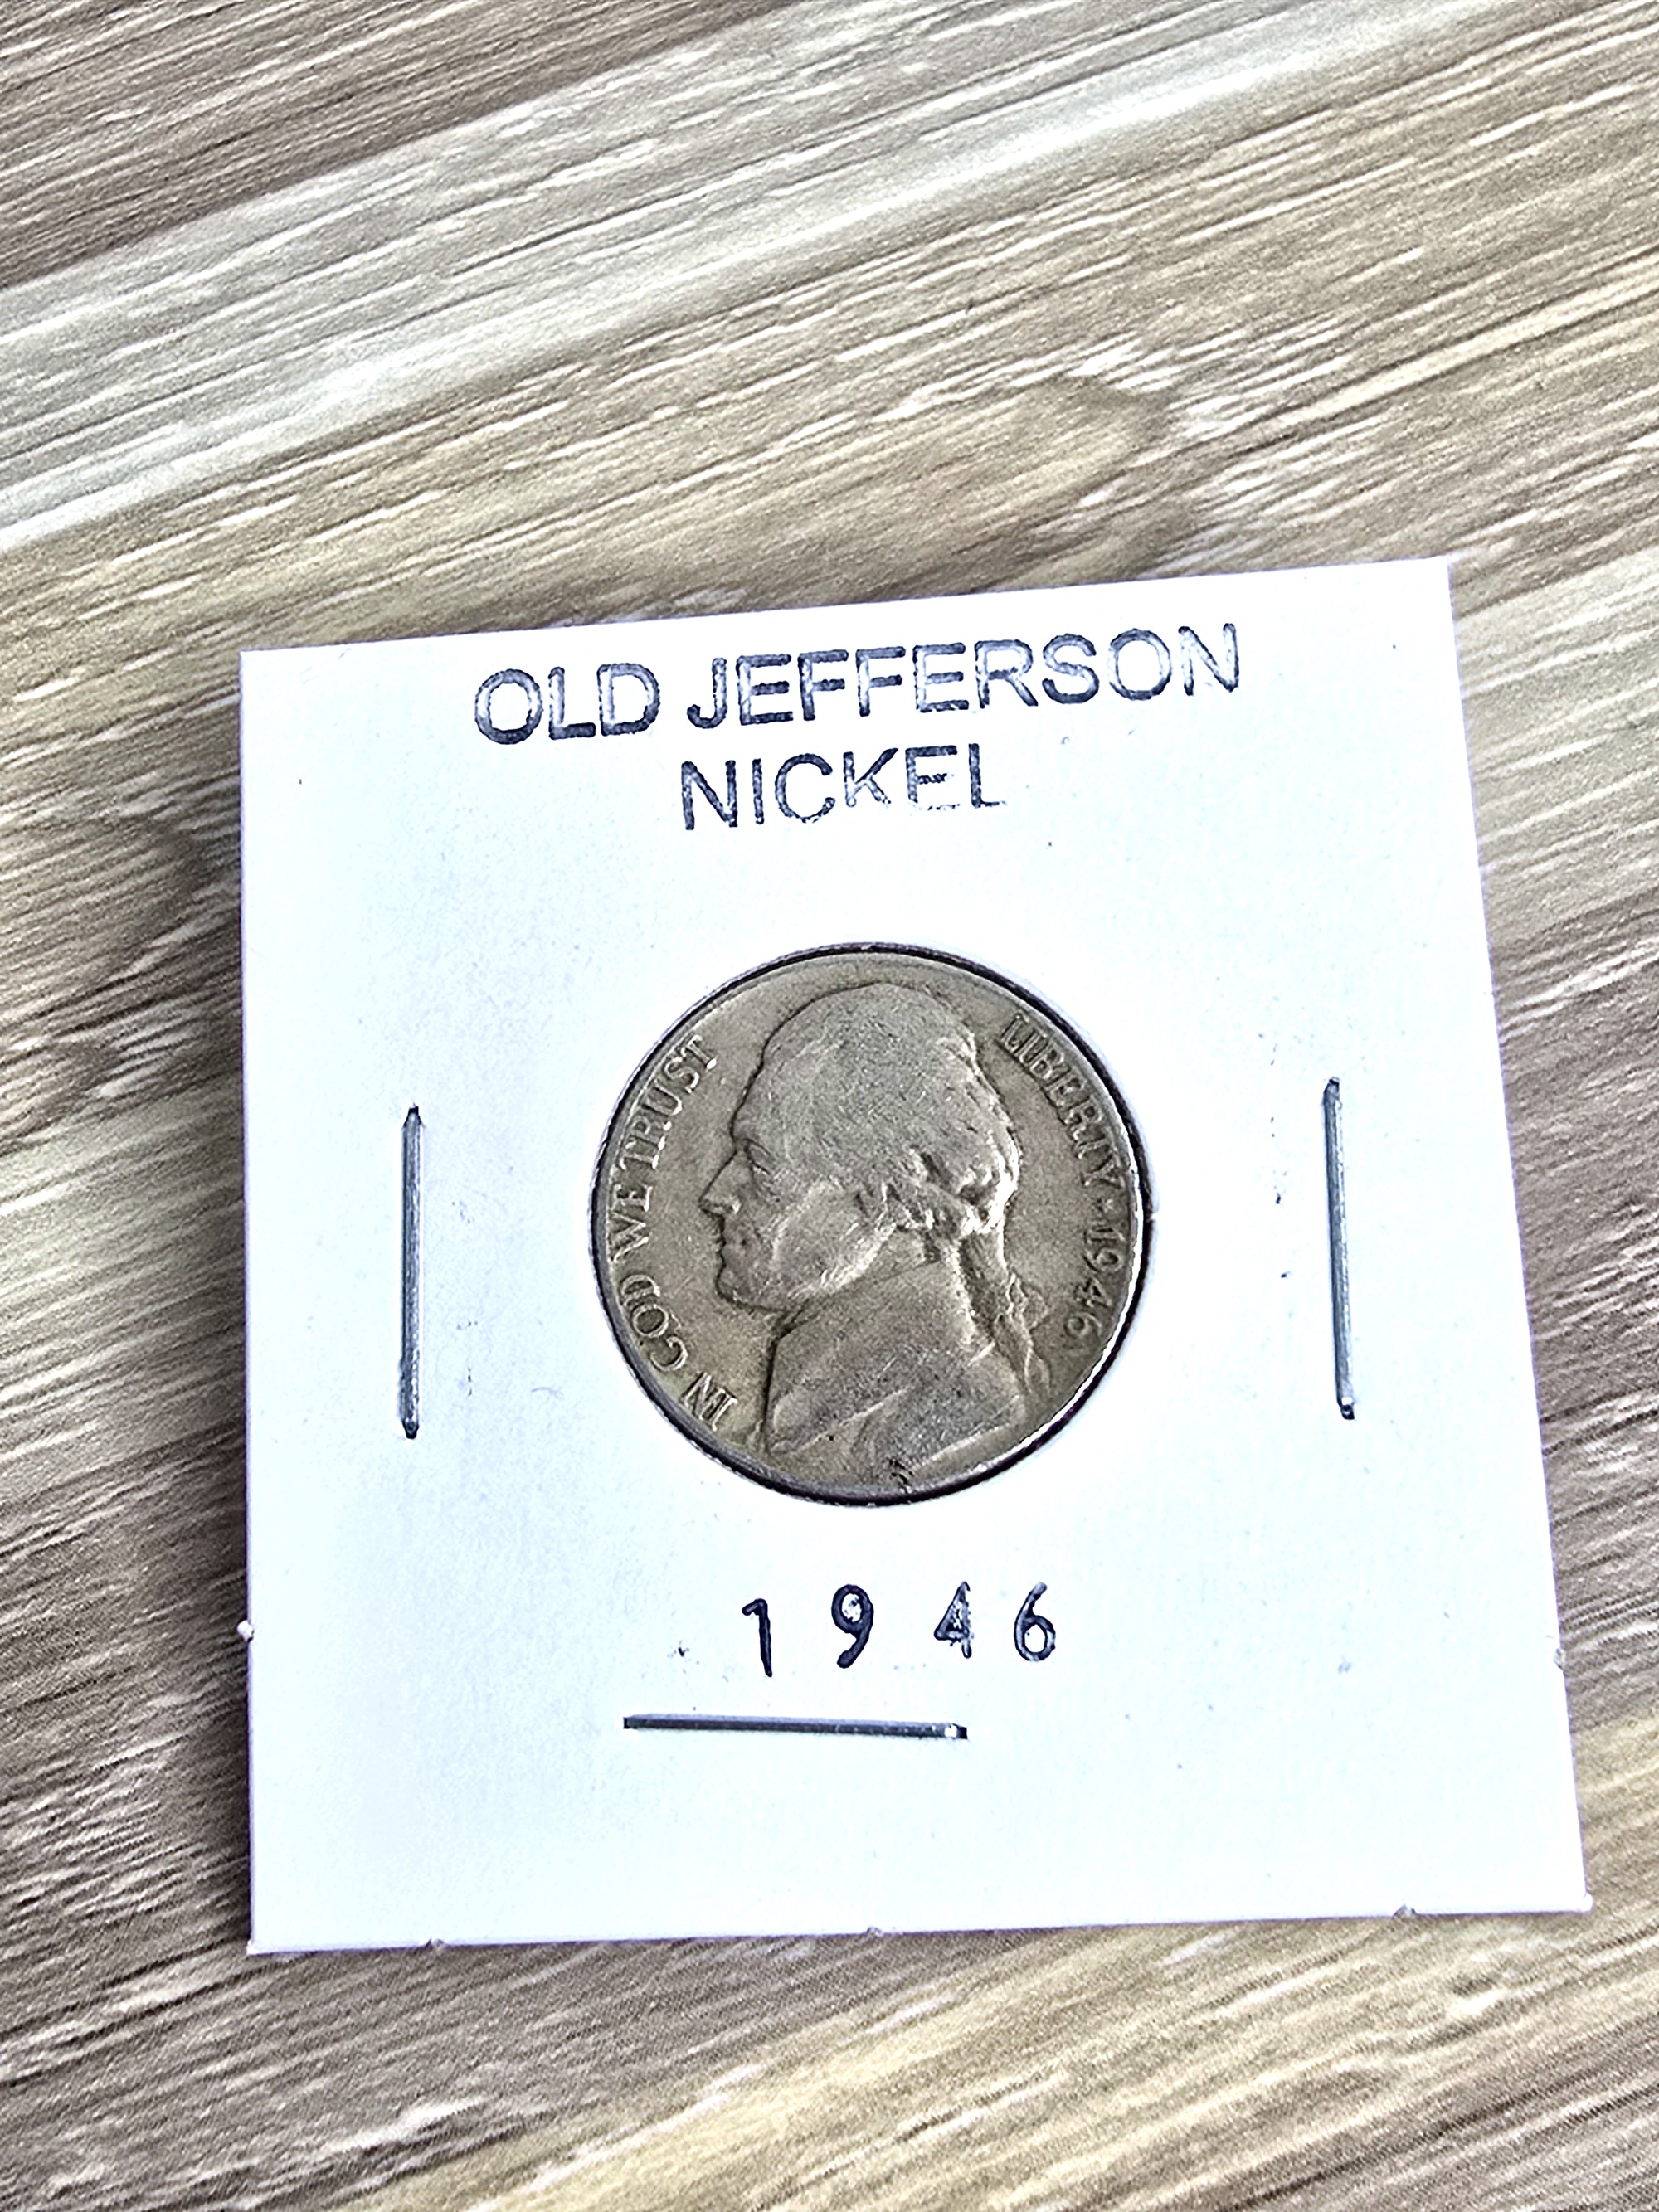 OLD JEFFERSON
NICKEL
IN GOD WE TRUST
LIBERTY · 1946
1946